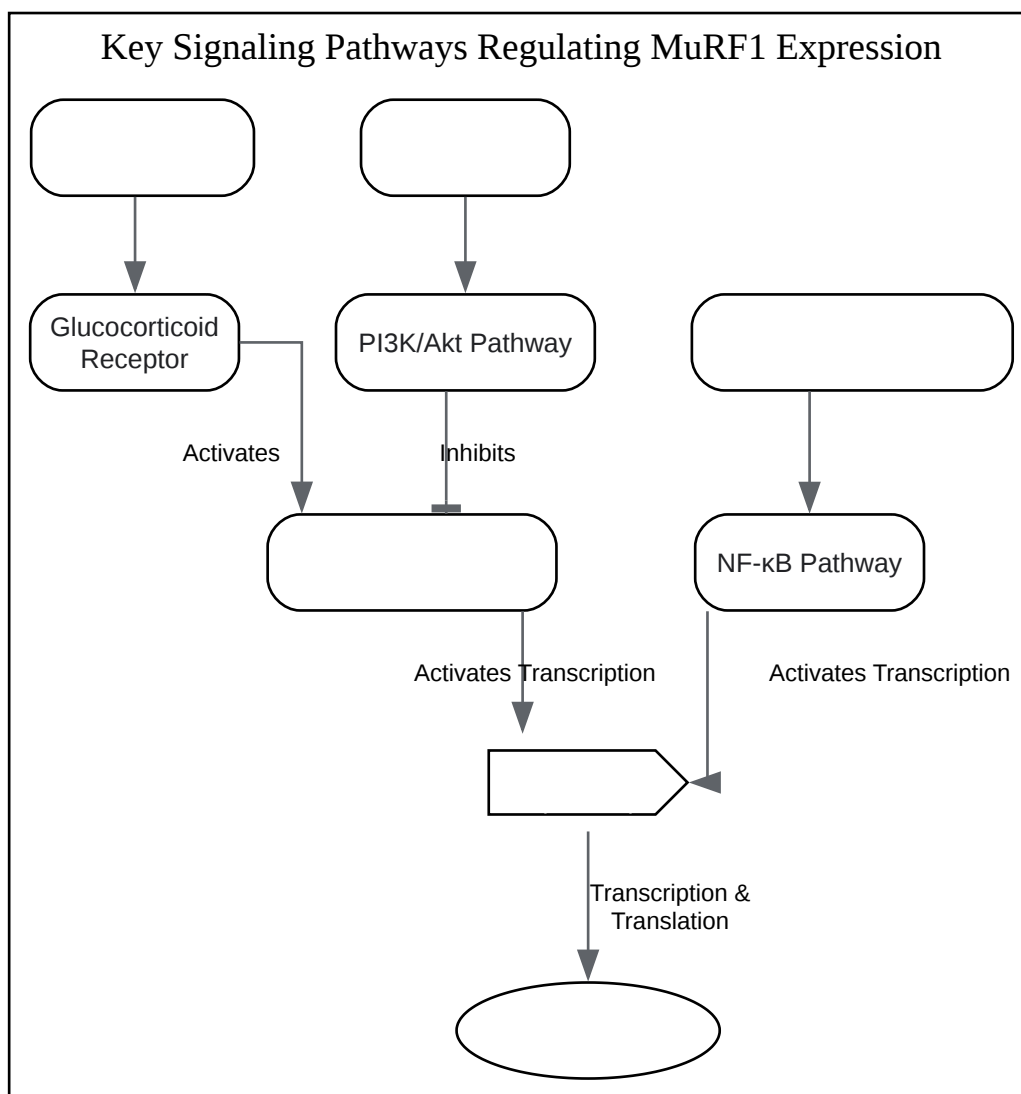 Key Signaling Pathways Regulating MuRF1 Expression
Glucocorticoid
Receptor
PI3K/Akt Pathway
Activates
Inhibits
NF-κB Pathway
Activates Transcription
Activates Transcription
Transcription &
Translation